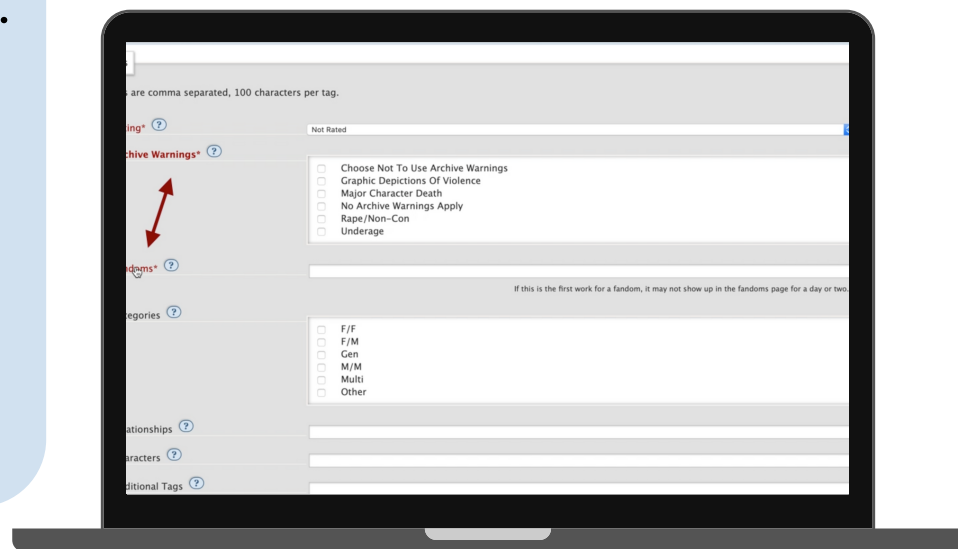 are comma separated, 100 characters per tag.
ing* ?
Not Rated
chive Warnings* ?
Choose Not To Use Archive Warnings
Graphic Depictions Of Violence
Major Character Death
No Archive Warnings Apply
Rape/Non-Con
Underage
ndoms* ?
If this is the first work for a fandom, it may not show up in the fandoms page for a day or two.
tegories ?
F/F
F/M
Gen
M/M
Multi
Other
ationships ?
aracters ?
ditional Tags ?